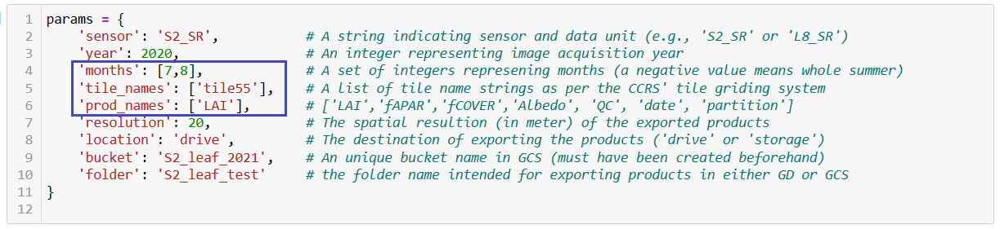 1 params = {
2 'sensor': 'S2_SR', # A string indicating sensor and data unit (e.g., 'S2_SR' or 'L8_SR')
3 'year': 2020, # An integer representing image acquisition year
4 'months': [7,8], # A set of integers represening months (a negative value means whole summer)
5 'tile_names': ['tile55'], # A list of tile name strings as per the CCRS' tile griding system
6 'prod_names': ['LAI'], # ['LAI','fAPAR','fCOVER','Albedo', 'QC', 'date', 'partition']
7 'resolution': 20, # The spatial resultion (in meter) of the exported products
8 'location': 'drive', # The destination of exporting the products ('drive' or 'storage')
9 'bucket': 'S2_leaf_2021', # An unique bucket name in GCS (must have been created beforehand)
10 'folder': 'S2_leaf_test' # the folder name intended for exporting products in either GD or GCS
11 }
12